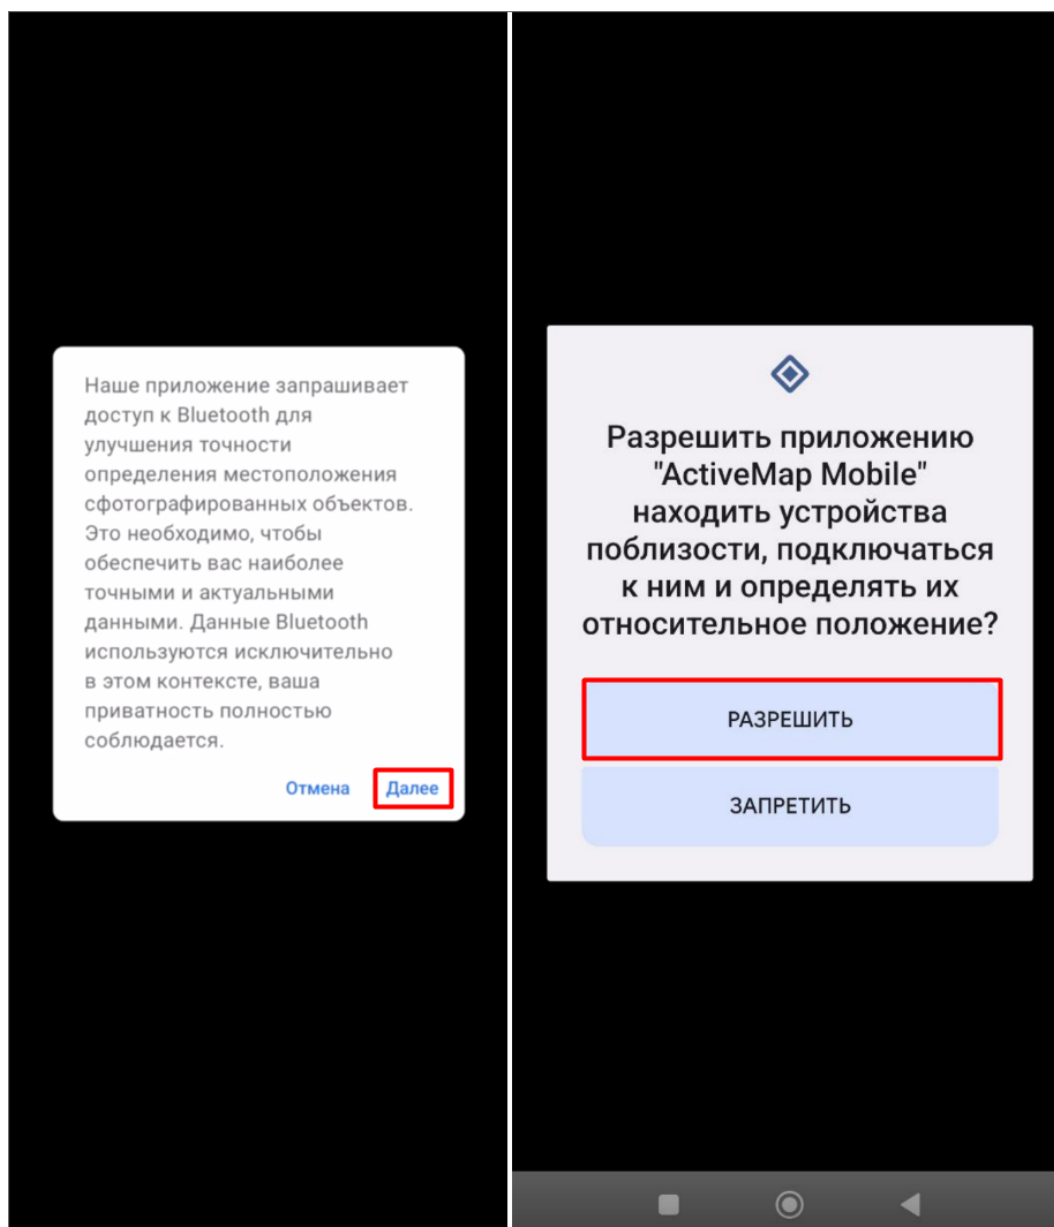 Наше приложение запрашивает
доступ к Bluetooth для
улучшения точности
определения местоположения
сфотографированных объектов.
Это необходимо, чтобы
обеспечить вас наиболее
точными и актуальными
данными. Данные Bluetooth
используются исключительно
в этом контексте, ваша
приватность полностью
соблюдается.
Отмена Далее
Разрешить приложению
"ActiveMap Mobile"
находить устройства
поблизости, подключаться
к ним и определять их
относительное положение?
РАЗРЕШИТЬ
ЗАПРЕТИТЬ